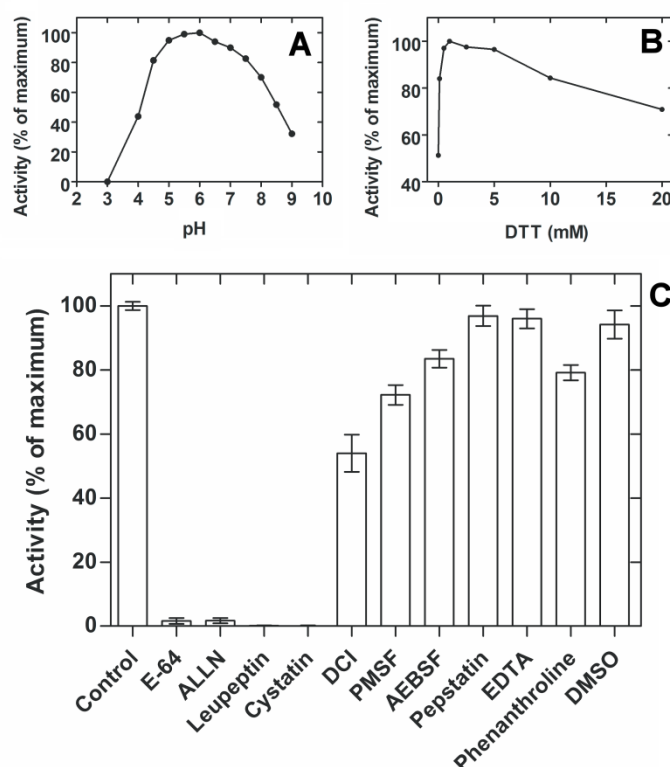 A
Activity (% of maximum)
100
80
60
40
20
0
2 3 4 5 6 7 8 9 10
pH
B
Activity (% of maximum)
100
80
60
40
0 5 10 15 20
DTT (mM)
C
Activity (% of maximum)
100
80
60
40
20
0
Control
E-64
ALLN
Leupeptin
Cystatin
DCI
PMSF
AEBSF
Pepstatin
EDTA
Phenanthroline
DMSO